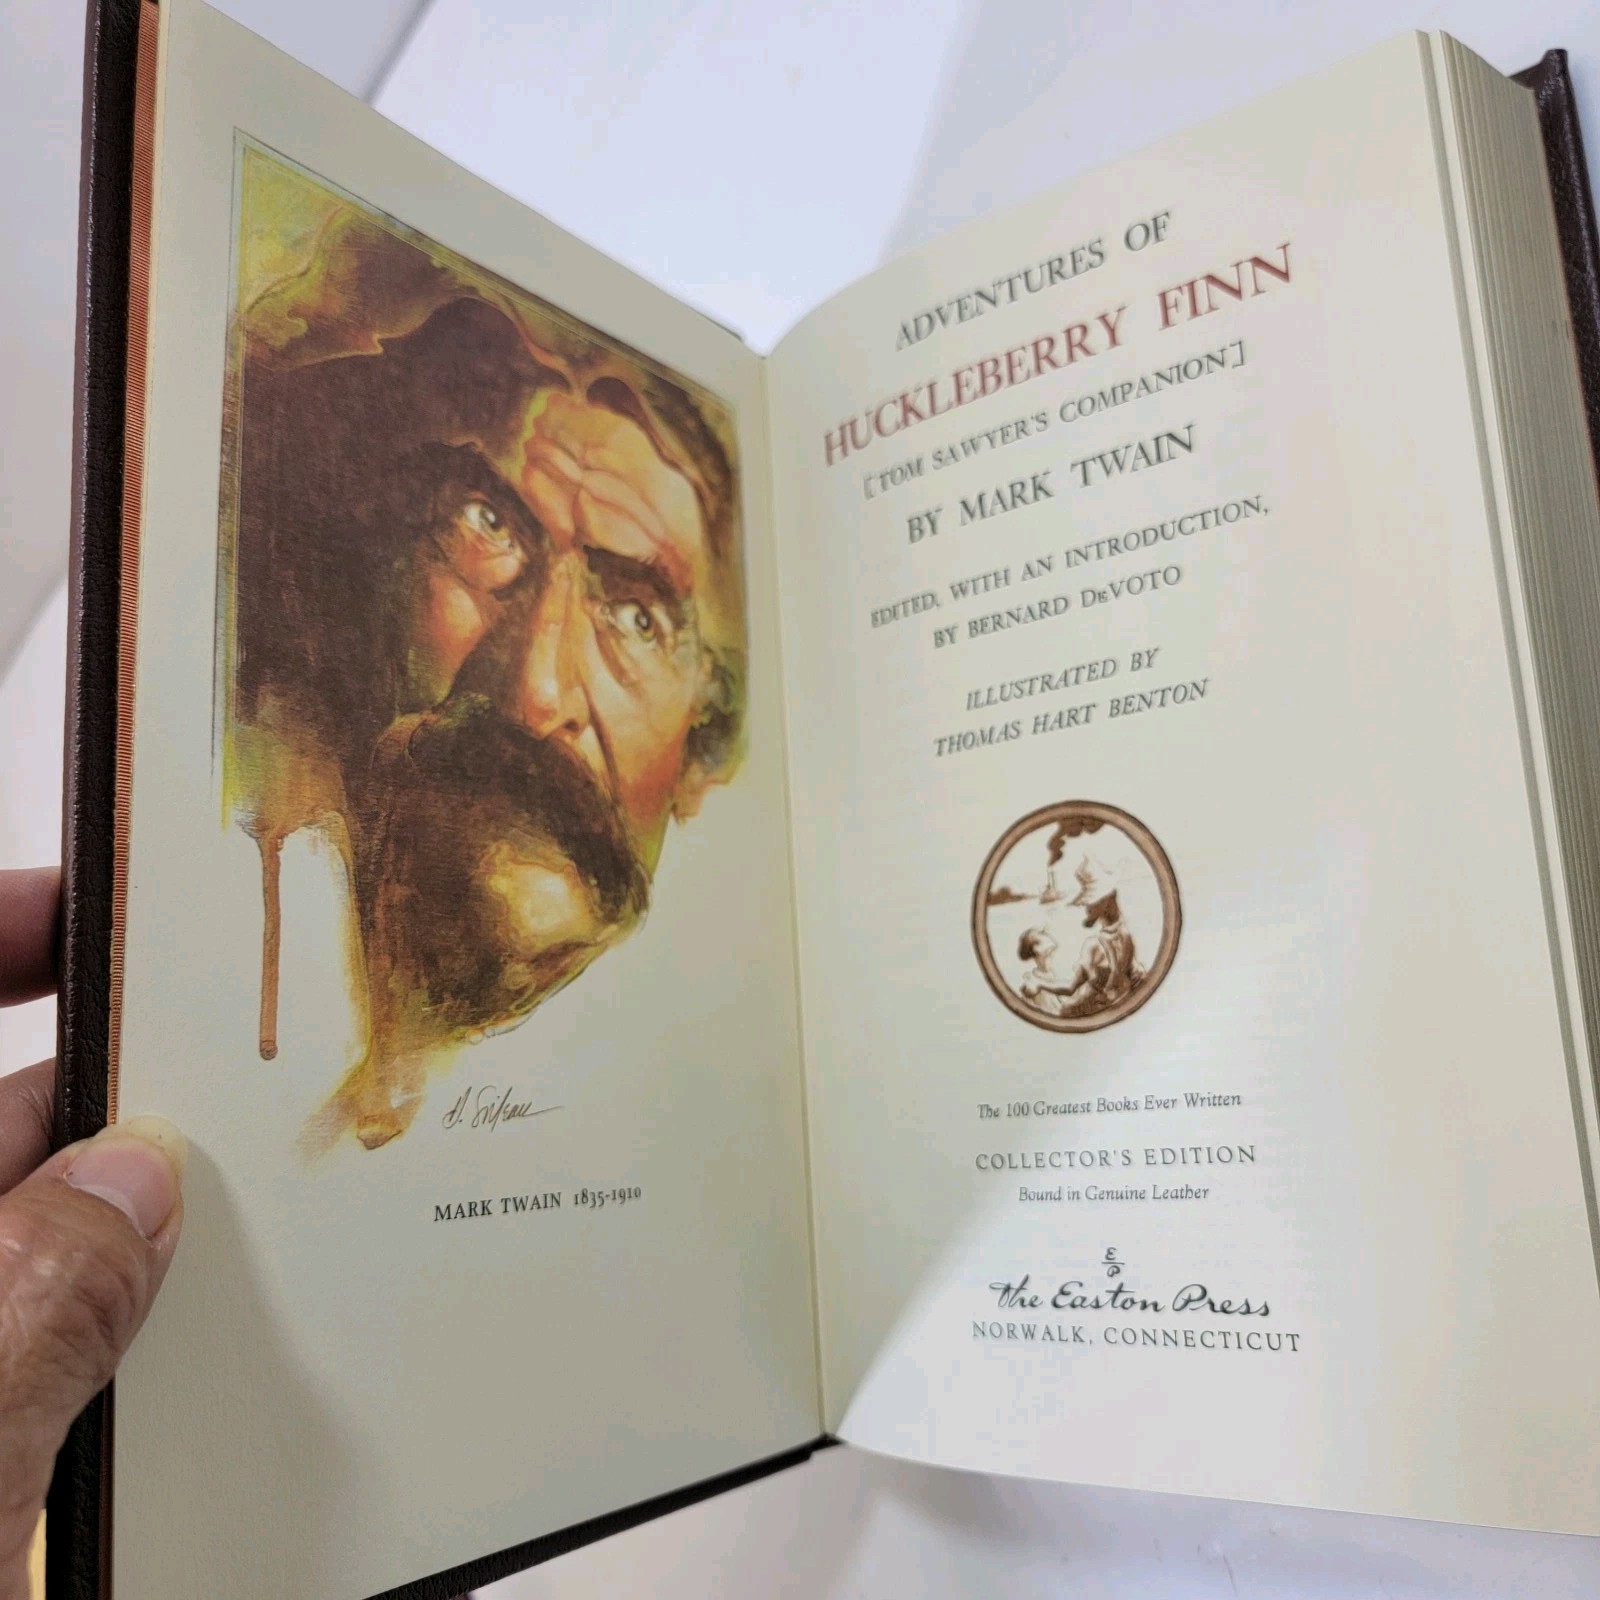 MARK TWAIN 1835-1910
ADVENTURES OF
HUCKLEBERRY FINN
[TOM SAWYER'S COMPANION]
BY MARK TWAIN
EDITED, WITH AN INTRODUCTION,
BY BERNARD DeVOTO
ILLUSTRATED BY
THOMAS HART BENTON
The 100 Greatest Books Ever Written
COLLECTOR'S EDITION
Bound in Genuine Leather
E
P
The Easton Press
NORWALK, CONNECTICUT